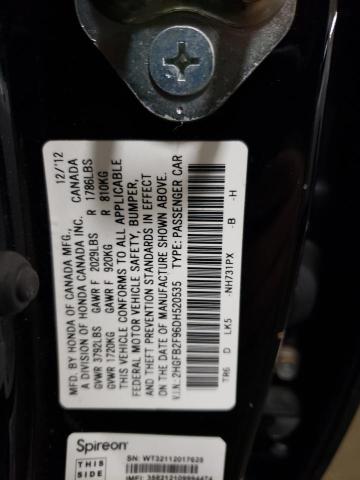 MFD. BY HONDA OF CANADA MFG., 12/'12
A DIVISION OF HONDA CANADA INC. CANADA
GVWR 3792LBS GAWR F 2029LBS R 1786LBS
GVWR 1720KG GAWR F 920KG R 810KG
THIS VEHICLE CONFORMS TO ALL APPLICABLE
FEDERAL MOTOR VEHICLE SAFETY, BUMPER,
THEFT PREVENTION STANDARDS IN EFFECT
ON THE DATE OF MANUFACTURE SHOWN ABOVE.
V.I.N.: 2HGFB2F96DH520535 TYPE: PASSENGER CAR
TR6 D LK5 -NH731PX -B -H
Spireon
THIS
SIDE
SN: WT32112017625
IMEI: